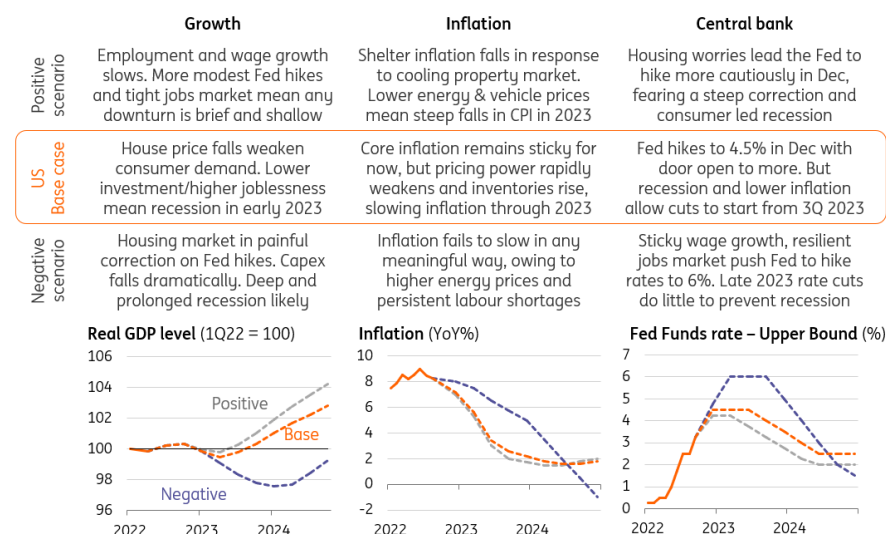 Growth
Inflation
Central bank
Positive
scenario
Employment and wage growth
slows. More modest Fed hikes
and tight jobs market mean any
downturn is brief and shallow
Shelter inflation falls in response
to cooling property market.
Lower energy & vehicle prices
mean steep falls in CPI in 2023
Housing worries lead the Fed to
hike more cautiously in Dec,
fearing a steep correction and
consumer led recession
US
Base case
House price falls weaken
consumer demand. Lower
investment/higher joblessness
mean recession in early 2023
Core inflation remains sticky for
now, but pricing power rapidly
weakens and inventories rise,
slowing inflation through 2023
Fed hikes to 4.5% in Dec with
door open to more. But
recession and lower inflation
allow cuts to start from 3Q 2023
Negative
scenario
Housing market in painful
correction on Fed hikes. Capex
falls dramatically. Deep and
prolonged recession likely
Inflation fails to slow in any
meaningful way, owing to
higher energy prices and
persistent labour shortages
Sticky wage growth, resilient
jobs market push Fed to hike
rates to 6%. Late 2023 rate cuts
do little to prevent recession
Real GDP level (1Q22 = 100)
106
104
102
100
98
96
Positive
Base
Negative
2022
2023
2024
Inflation (YoY%)
10
8
6
4
2
0
-2
2022
2023
2024
Fed Funds rate – Upper Bound (%)
7
6
5
4
3
2
1
0
2022
2023
2024